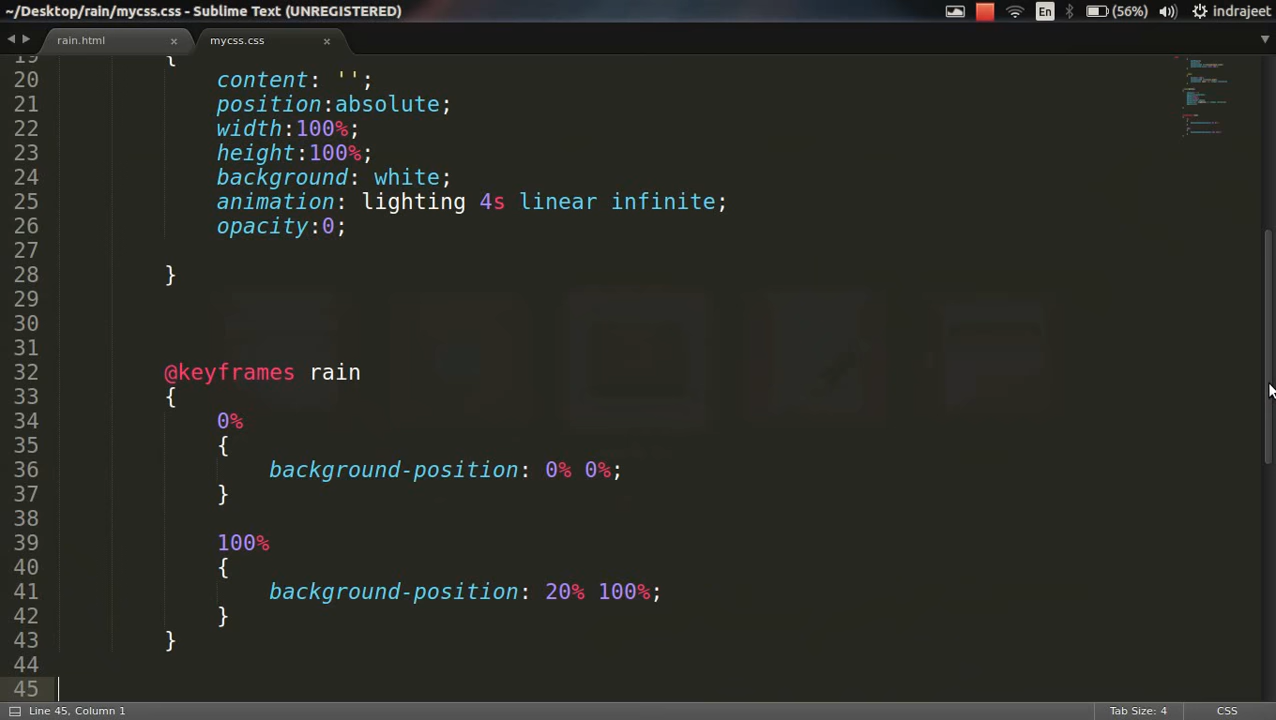 ~/Desktop/rain/mycss.css - Sublime Text (UNREGISTERED)
En
(56%)
indrajeet
rain.html
mycss.css
19 {
20 content: '';
21 position:absolute;
22 width:100%;
23 height:100%;
24 background: white;
25 animation: lighting 4s linear infinite;
26 opacity:0;
27
28 }
29
30
31
32 @keyframes rain
33 {
34 0%
35 {
36 background-position: 0% 0%;
37 }
38
39 100%
40 {
41 background-position: 20% 100%;
42 }
43 }
44
45
Line 45, Column 1
Tab Size: 4
CSS